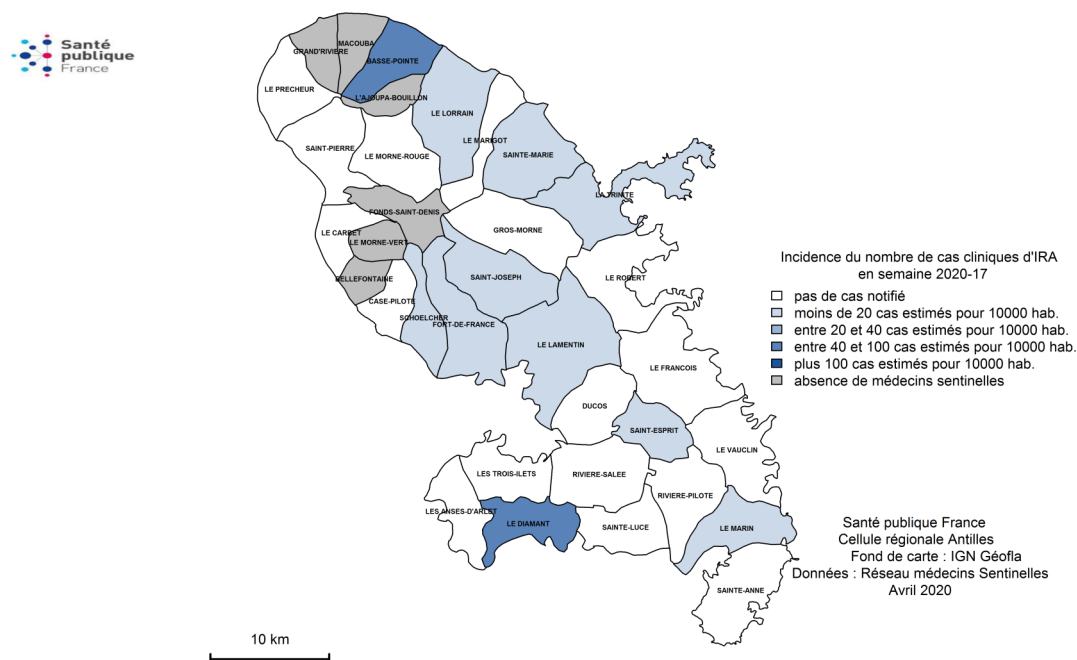 Santé
publique
France
GRAND'RIVIERE
MACOUBA
BASSE-POINTE
LE PRECHEUR
L'AJOUPA-BOUILLON
LE LORRAIN
LE MARIGOT
SAINT-PIERRE
LE MORNE-ROUGE
SAINTE-MARIE
LA TRINITE
FONDS-SAINT-DENIS
LE CARBET
LE MORNE-VERT
GROS-MORNE
BELLEFONTAINE
SAINT-JOSEPH
LE ROBERT
CASE-PILOTE
SCHOELCHER
FORT-DE-FRANCE
LE LAMENTIN
LE FRANCOIS
DUCOS
SAINT-ESPRIT
LE VAUCLIN
LES TROIS-ILETS
RIVIERE-SALEE
RIVIERE-PILOTE
LES ANSES-D'ARLET
LE DIAMANT
SAINTE-LUCE
LE MARIN
SAINTE-ANNE
Incidence du nombre de cas cliniques d'IRA
en semaine 2020-17
pas de cas notifié
moins de 20 cas estimés pour 10000 hab.
entre 20 et 40 cas estimés pour 10000 hab.
entre 40 et 100 cas estimés pour 10000 hab.
plus 100 cas estimés pour 10000 hab.
absence de médecins sentinelles
Santé publique France
Cellule régionale Antilles
Fond de carte : IGN Géofla
Données : Réseau médecins Sentinelles
Avril 2020
10 km